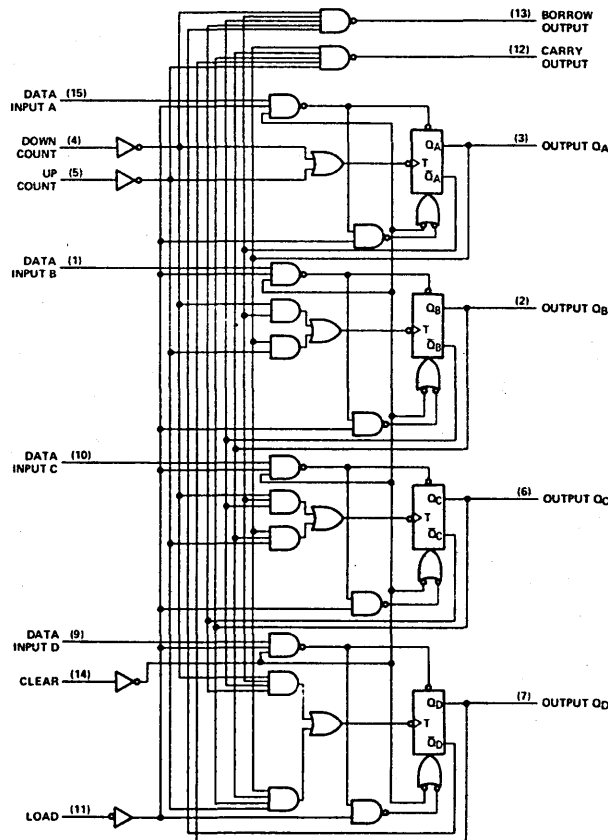 (13) BORROW OUTPUT
(12) CARRY OUTPUT
DATA INPUT A (15)
DOWN COUNT (4)
UP COUNT (5)
QA
T
Q̄A
(3) OUTPUT QA
DATA INPUT B (1)
QB
T
Q̄B
(2) OUTPUT QB
DATA INPUT C (10)
QC
T
Q̄C
(6) OUTPUT QC
DATA INPUT D (9)
CLEAR (14)
QD
T
Q̄D
(7) OUTPUT QD
LOAD (11)